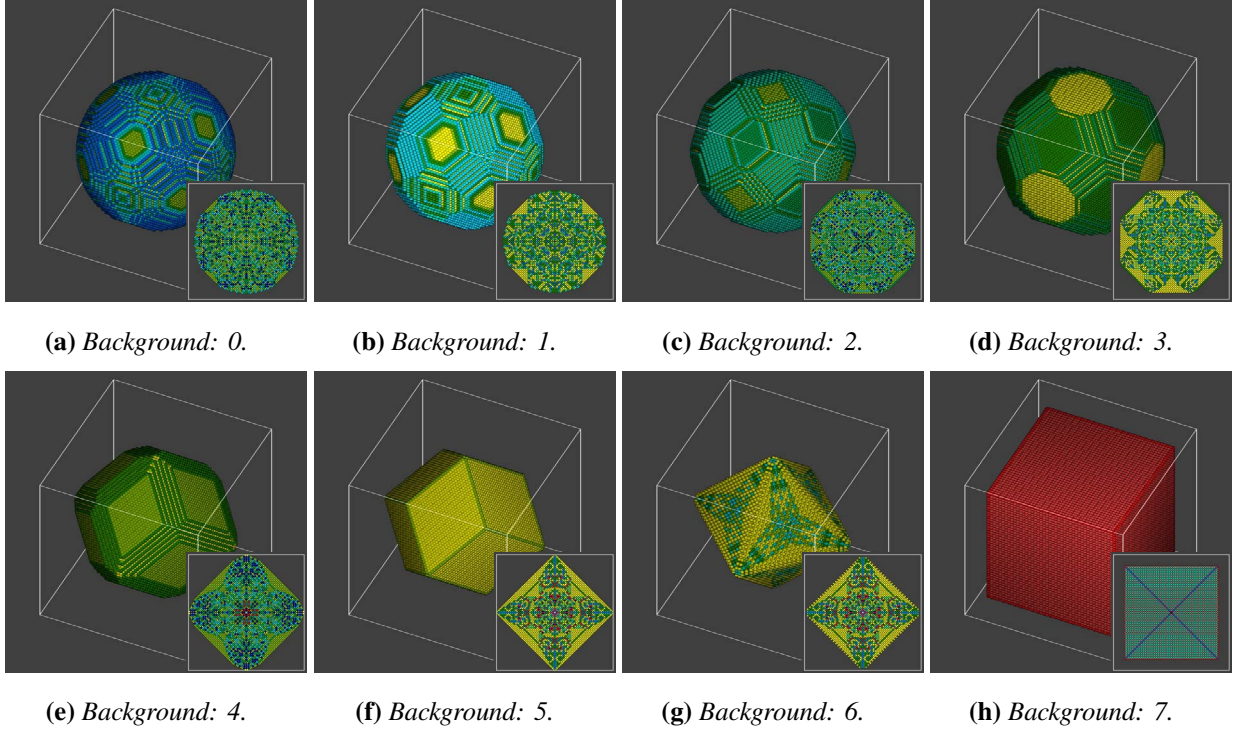 (a) Background: 0.
(b) Background: 1.
(c) Background: 2.
(d) Background: 3.
(e) Background: 4.
(f) Background: 5.
(g) Background: 6.
(h) Background: 7.